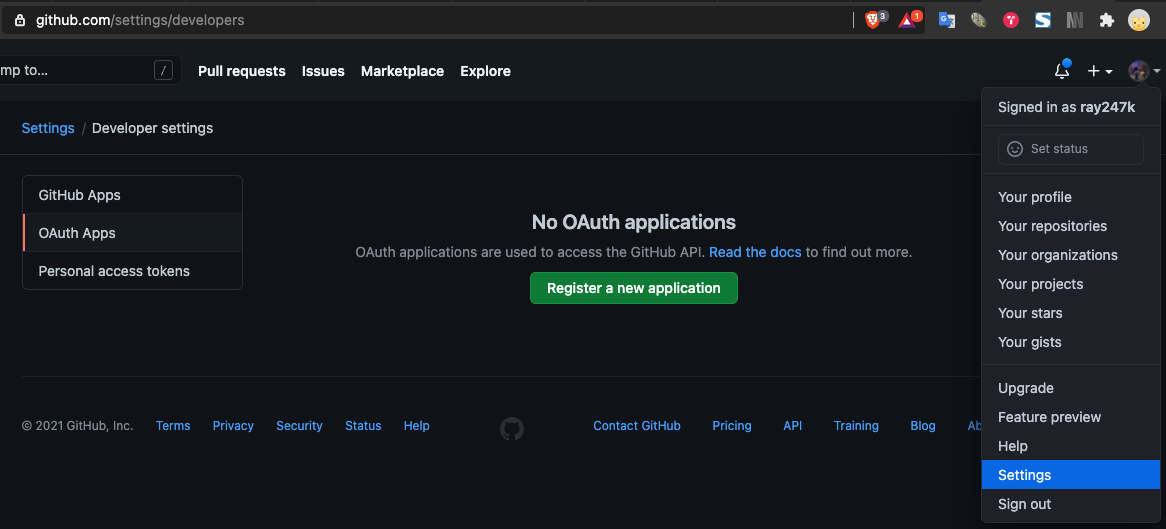 github.com/settings/developers
3
1
mp to...
/
Pull requests
Issues
Marketplace
Explore
Signed in as ray247k
Set status
Settings / Developer settings
GitHub Apps
OAuth Apps
Personal access tokens
No OAuth applications
OAuth applications are used to access the GitHub API. Read the docs to find out more.
Register a new application
Your profile
Your repositories
Your organizations
Your projects
Your stars
Your gists
Upgrade
Feature preview
Help
Settings
Sign out
© 2021 GitHub, Inc.
Terms
Privacy
Security
Status
Help
Contact GitHub
Pricing
API
Training
Blog
Ab